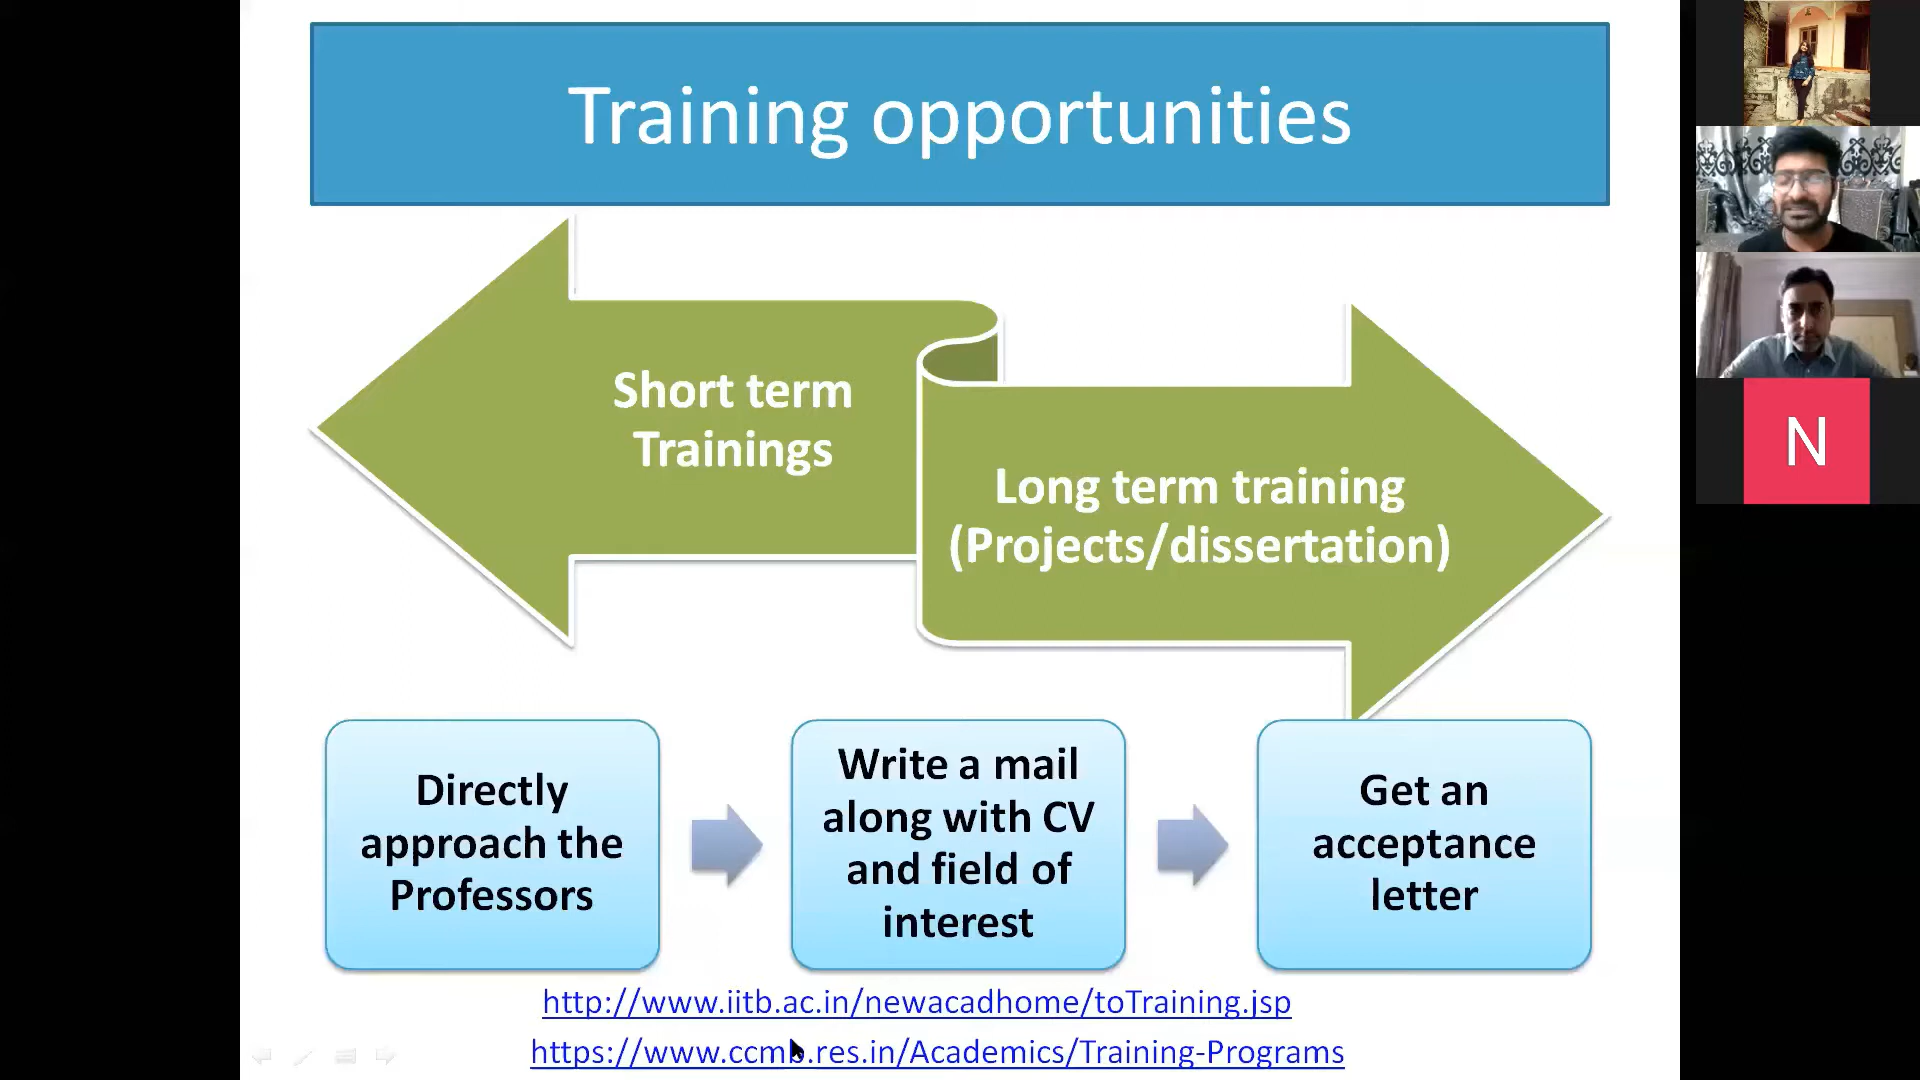 Training opportunities
Short term
Trainings
Long term training
(Projects/dissertation)
Directly
approach the
Professors
Write a mail
along with CV
and field of
interest
Get an
acceptance
letter
http://www.iitb.ac.in/newacadhome/toTraining.jsp
https://www.ccmb.res.in/Academics/Training-Programs
N